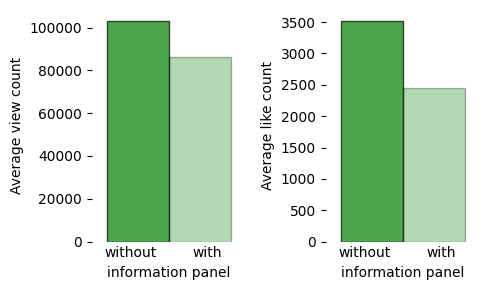 Average view count
100000
80000
60000
40000
20000
0
without with
information panel
Average like count
3500
3000
2500
2000
1500
1000
500
0
without with
information panel